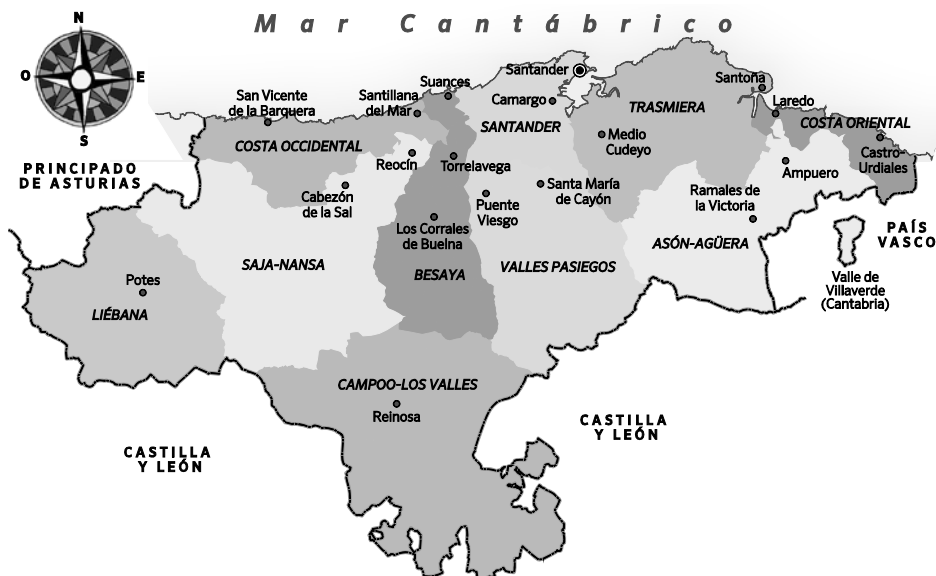 Mar Cantábrico
N
O
E
S
Santander
Suances
Santoña
San Vicente
de la Barquera
Santillana
del Mar
Camargo
Laredo
TRASMIERA
SANTANDER
COSTA ORIENTAL
Medio
Cudeyo
COSTA OCCIDENTAL
Reocín
Torrelavega
Castro-
Urdiales
Ampuero
PRINCIPADO
DE ASTURIAS
Cabezón
de la Sal
Santa María
de Cayón
Ramales de
la Victoria
Puente
Viesgo
Los Corrales
de Buelna
PAÍS
VASCO
ASÓN-AGÜERA
SAJA-NANSA
BESAYA
VALLES PASIEGOS
Valle de
Villaverde
(Cantabria)
Potes
LIÉBANA
CAMPOO-LOS VALLES
Reinosa
CASTILLA
Y LEÓN
CASTILLA
Y LEÓN